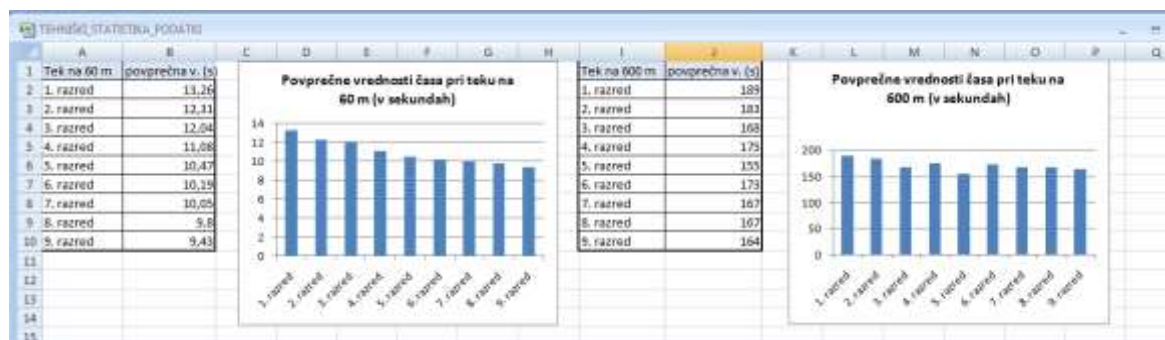 TEHNIŠKI_STATISTIKA_PODATKI
A B C D E F G H I J K L M N O P Q
1 Tek na 60 m povprečna v. (s) Tek na 600 m povprečna v. (s)
2 1. razred 13,26 1. razred 189
3 2. razred 12,31 2. razred 183
4 3. razred 12,04 3. razred 168
5 4. razred 11,08 4. razred 175
6 5. razred 10,47 5. razred 155
7 6. razred 10,19 6. razred 173
8 7. razred 10,05 7. razred 167
9 8. razred 9,8 8. razred 167
10 9. razred 9,43 9. razred 164
11
12
13
14
15
Povprečne vrednosti časa pri teku na
60 m (v sekundah)
14
12
10
8
6
4
2
0
1. razred 2. razred 3. razred 4. razred 5. razred 6. razred 7. razred 8. razred 9. razred
Povprečne vrednosti časa pri teku na
600 m (v sekundah)
200
150
100
50
0
1. razred 2. razred 3. razred 4. razred 5. razred 6. razred 7. razred 8. razred 9. razred